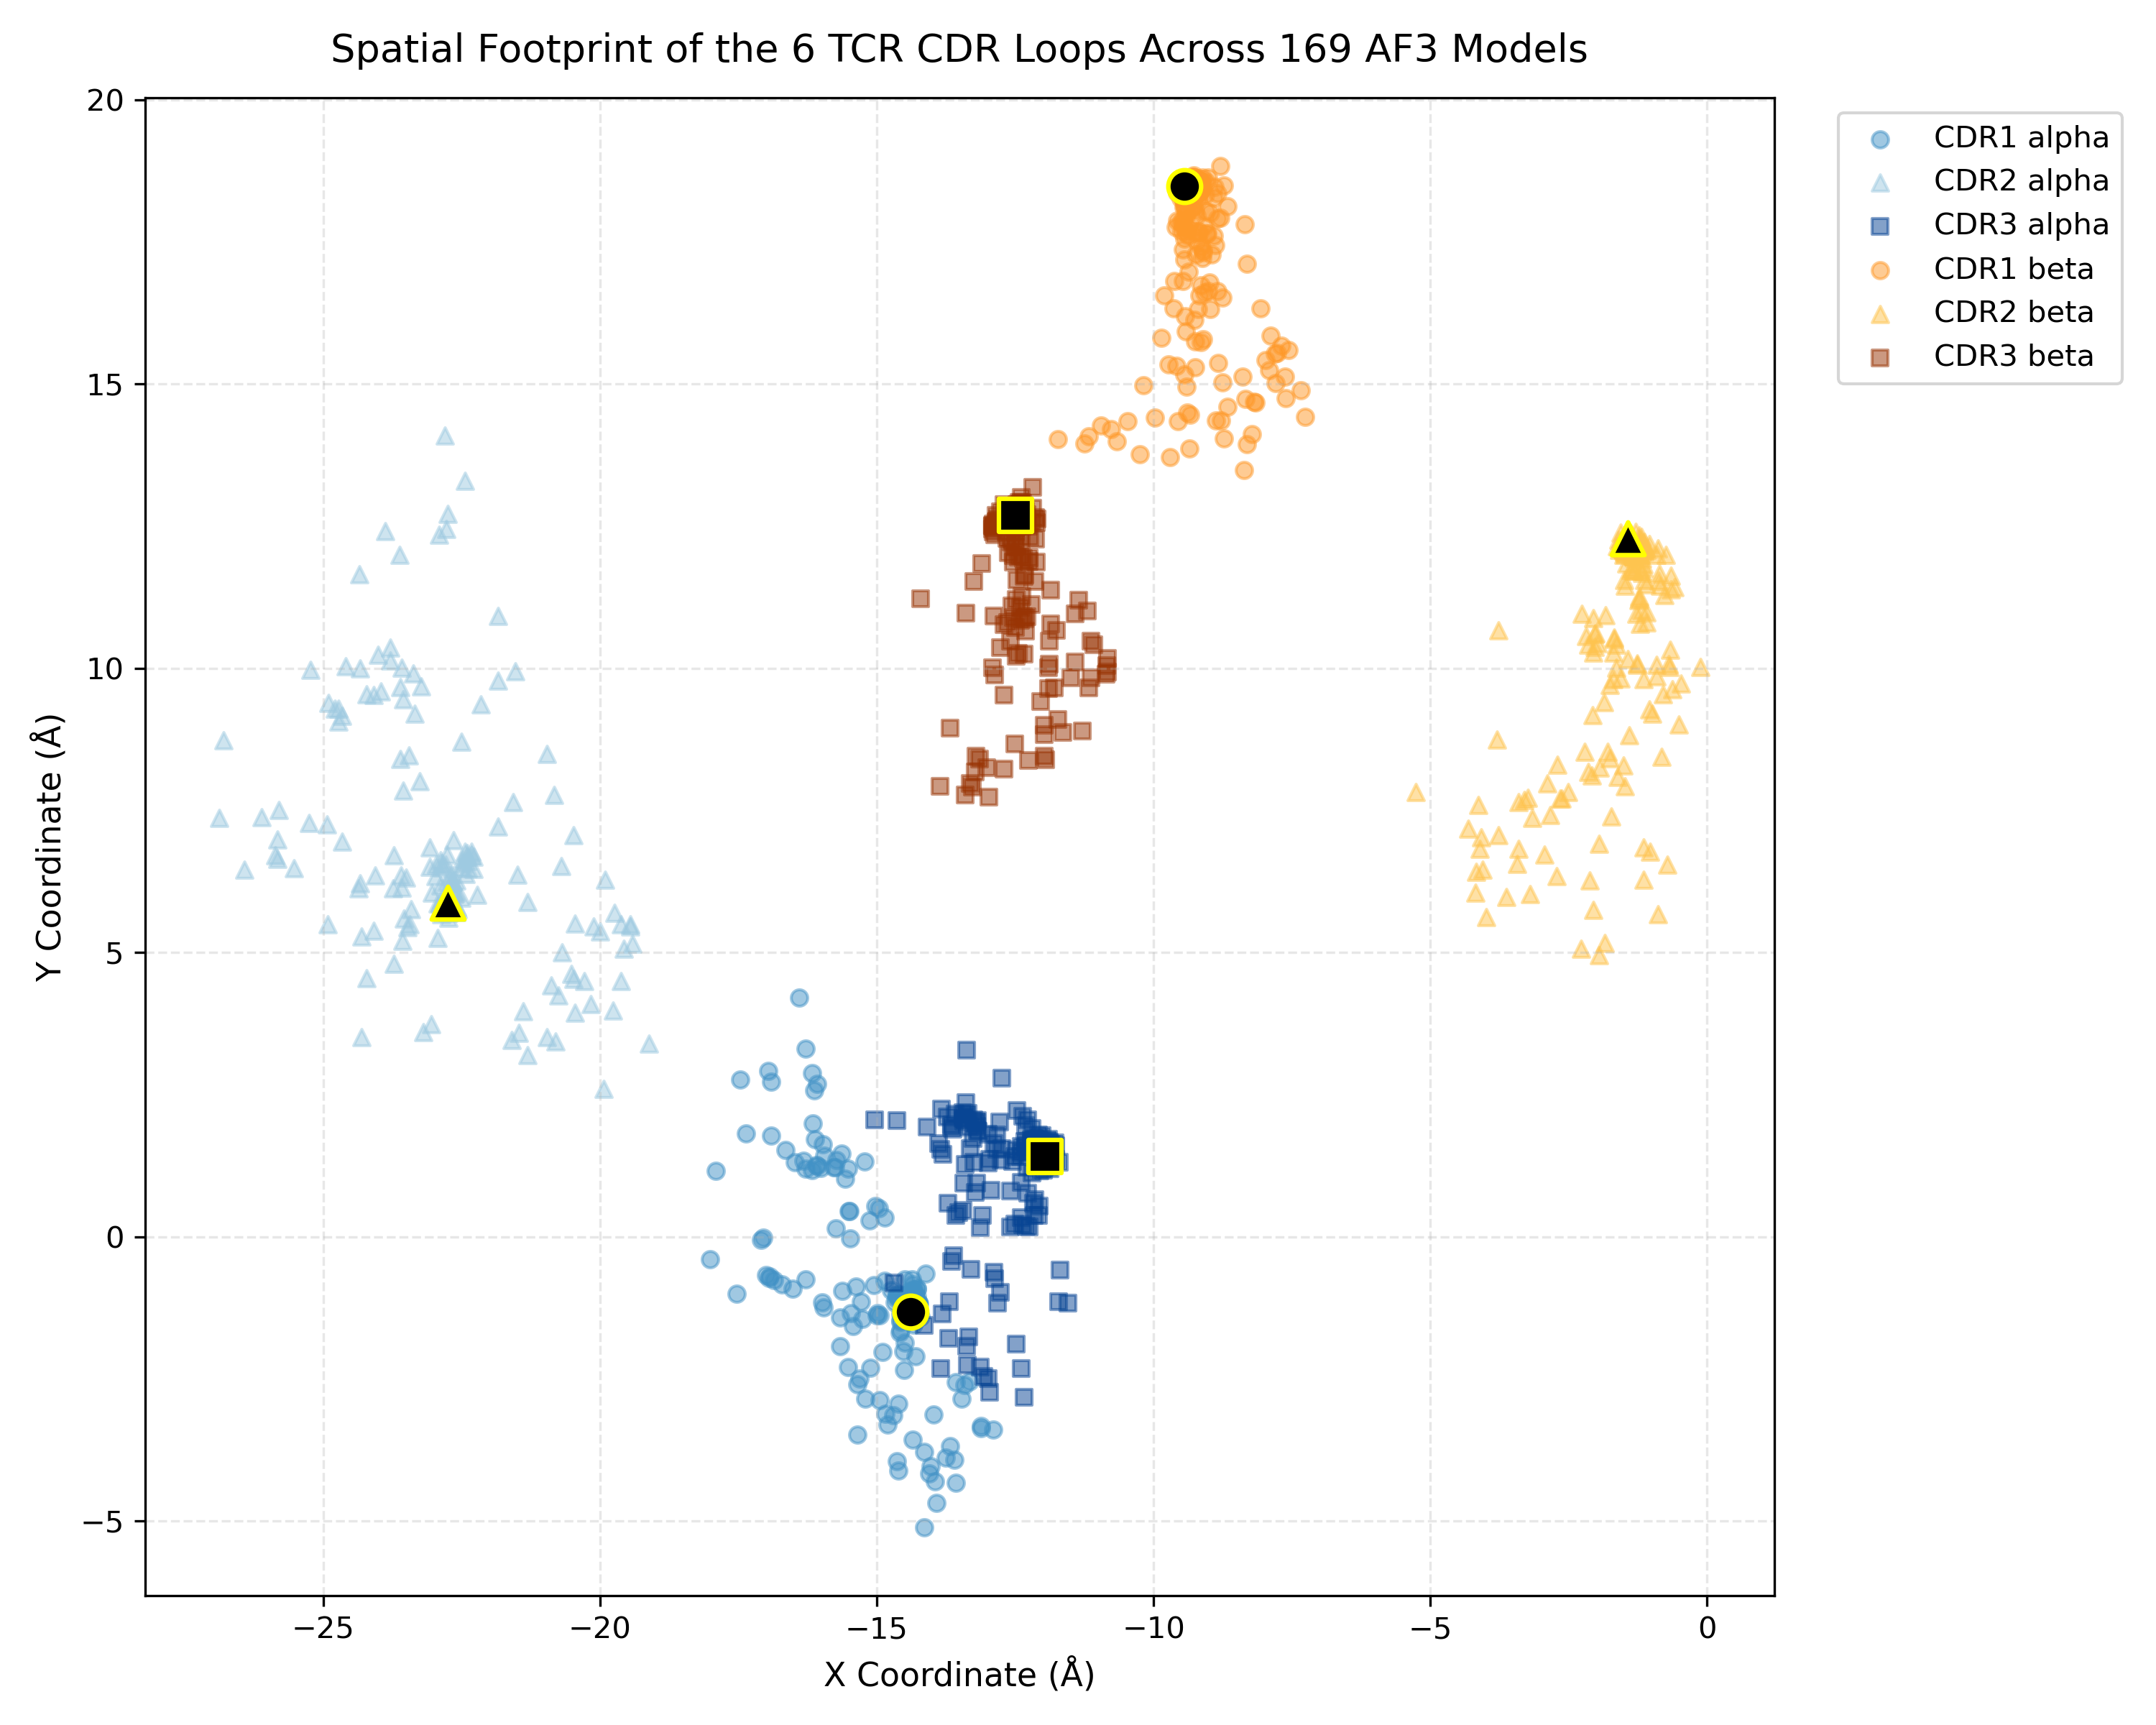 Spatial Footprint of the 6 TCR CDR Loops Across 169 AF3 Models
CDR1 alpha
CDR2 alpha
CDR3 alpha
CDR1 beta
CDR2 beta
CDR3 beta
Y Coordinate (Å)
20
15
10
5
0
−5
−25
−20
−15
−10
−5
0
X Coordinate (Å)